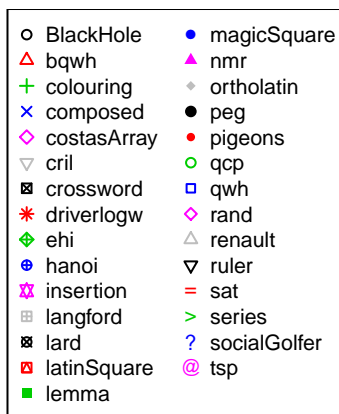 BlackHole
bqwh
colouring
composed
costasArray
cril
crossword
driverlogw
ehi
hanoi
insertion
langford
lard
latinSquare
lemma
magicSquare
nmr
ortholatin
peg
pigeons
qcp
qwh
rand
renault
ruler
= sat
> series
? socialGolfer
@ tsp